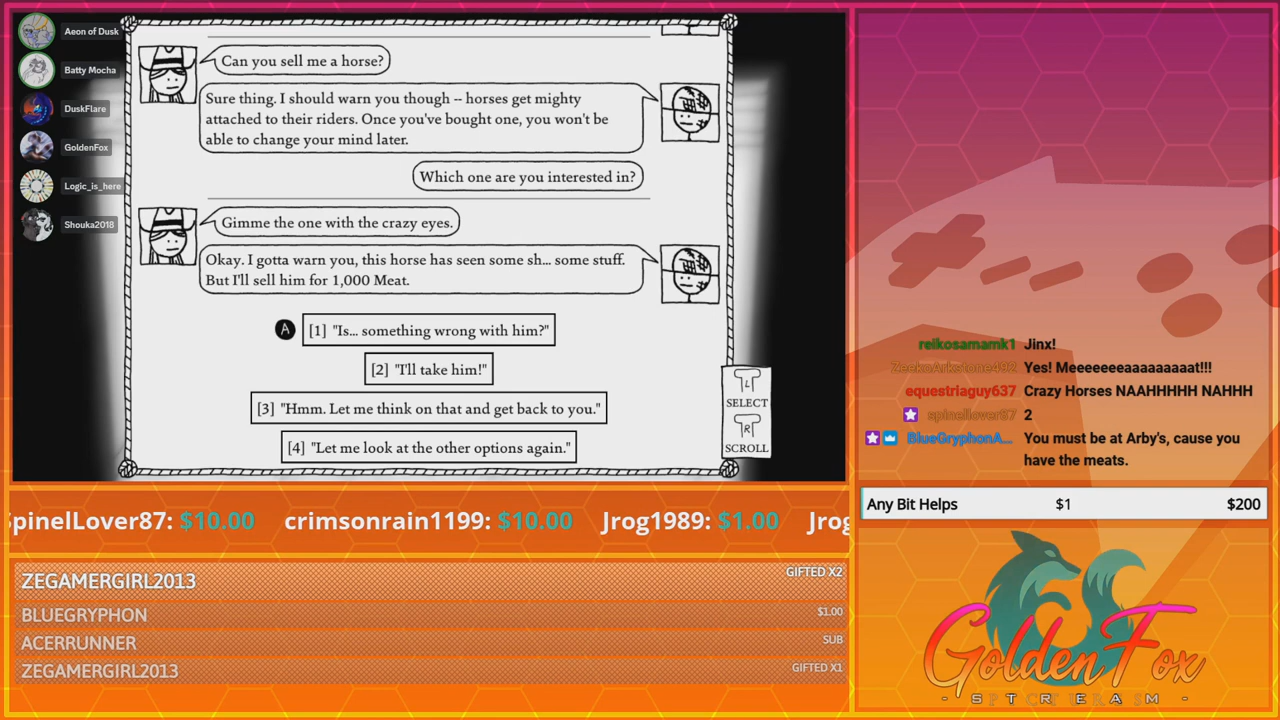 Aeon of Dusk
Batty Mocha
DuskFlare
GoldenFox
Logic_is_here
Shouka2018
Can you sell me a horse?
Sure thing. I should warn you though -- horses get mighty
attached to their riders. Once you've bought one, you won't be
able to change your mind later.
Which one are you interested in?
Gimme the one with the crazy eyes.
Okay. I gotta warn you, this horse has seen some sh... some stuff.
But I'll sell him for 1,000 Meat.
A [1] "Is... something wrong with him?"
[2] "I'll take him!"
[3] "Hmm. Let me think on that and get back to you."
[4] "Let me look at the other options again."
L
SELECT
R
SCROLL
reikosamamk1 Jinx!
ZeekoArkstone492 Yes! Meeeeeeaaaaaaaaat!!!
equestriaguy637 Crazy Horses NAAHHHHH NAHHH
spinellover87 2
BlueGryphonA... You must be at Arby's, cause you
have the meats.
Any Bit Helps $1 $200
SpinelLover87: $10.00 crimsonrain1199: $10.00 Jrog1989: $1.00 Jrog
ZEGAMERGIRL2013 GIFTED X2
BLUEGRYPHON $1.00
ACERRUNNER SUB
ZEGAMERGIRL2013 GIFTED X1
GoldenFox